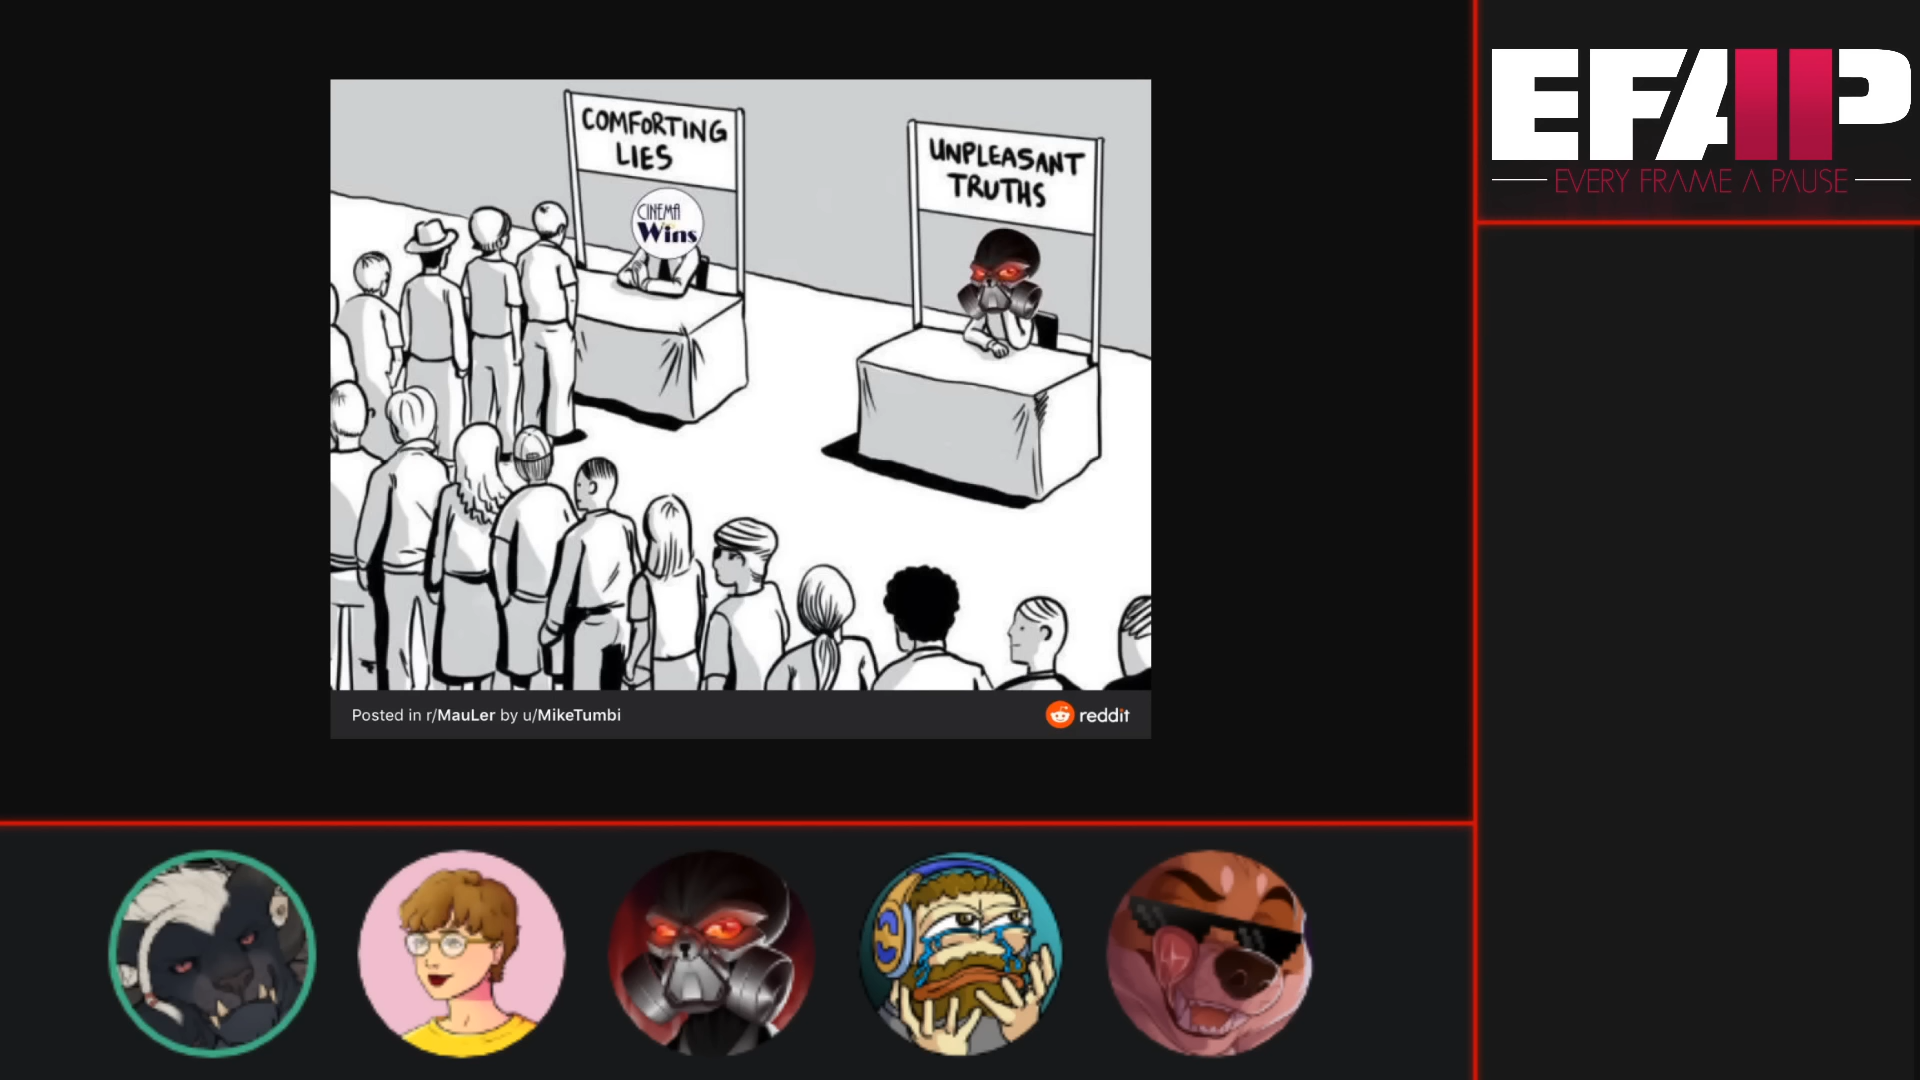 COMFORTING
LIES
UNPLEASANT
TRUTHS
CINEMA
Wins
Posted in r/MauLer by u/MikeTumbi
reddit
EFAP
EVERY FRAME A PAUSE